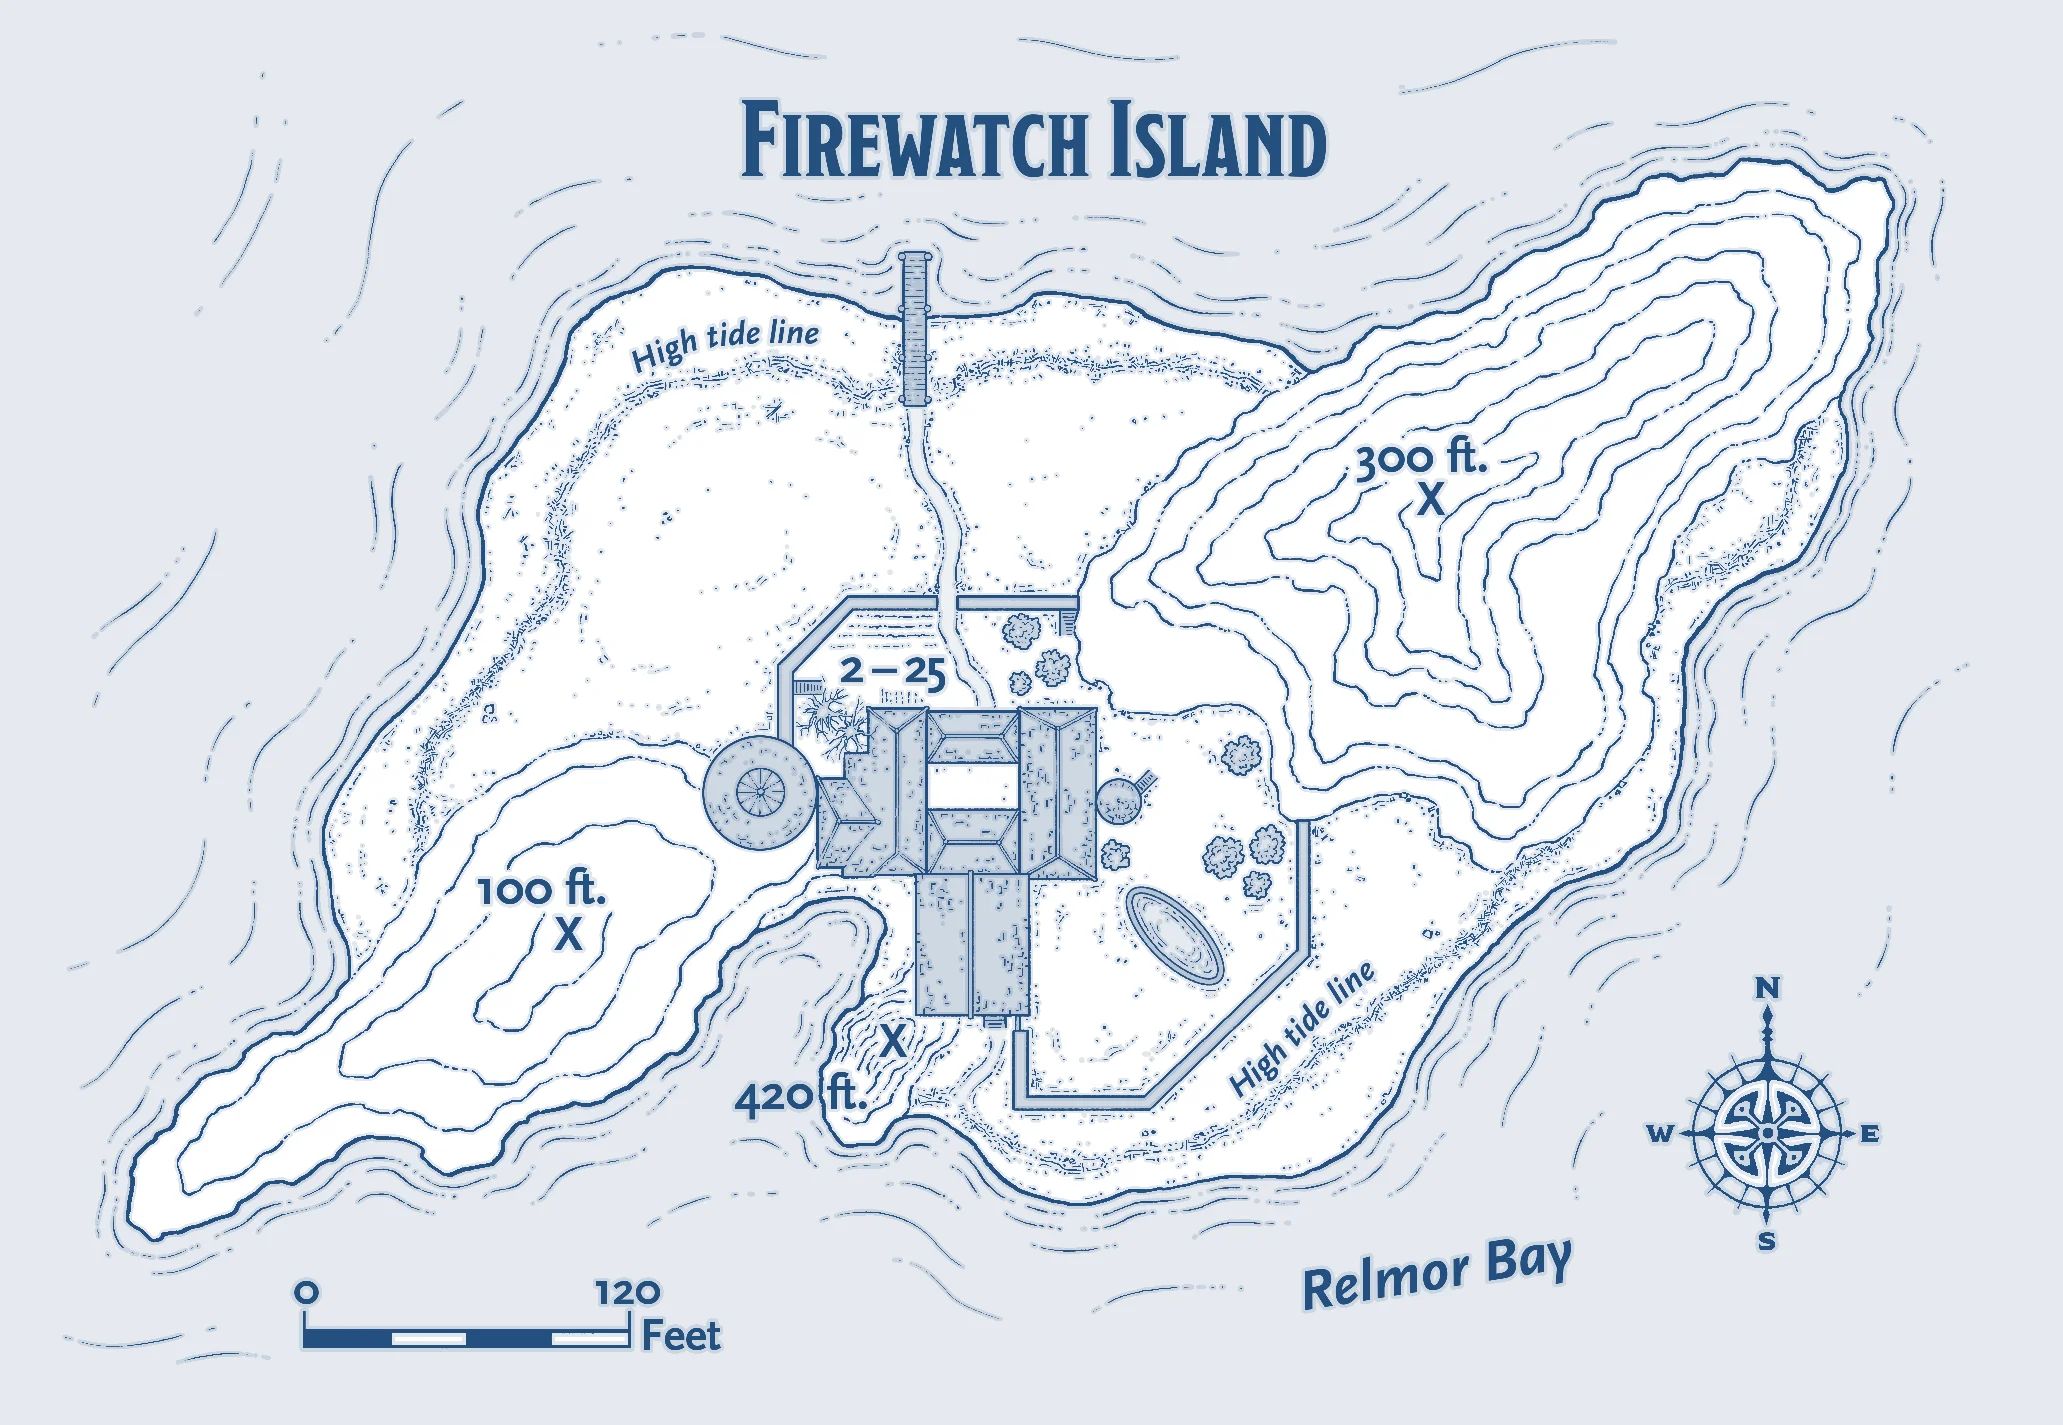 FIREWATCH ISLAND
High tide line
300 ft.
X
2–25
100 ft.
X
X
420 ft.
High tide line
N
W E
S
Relmor Bay
0 120
Feet